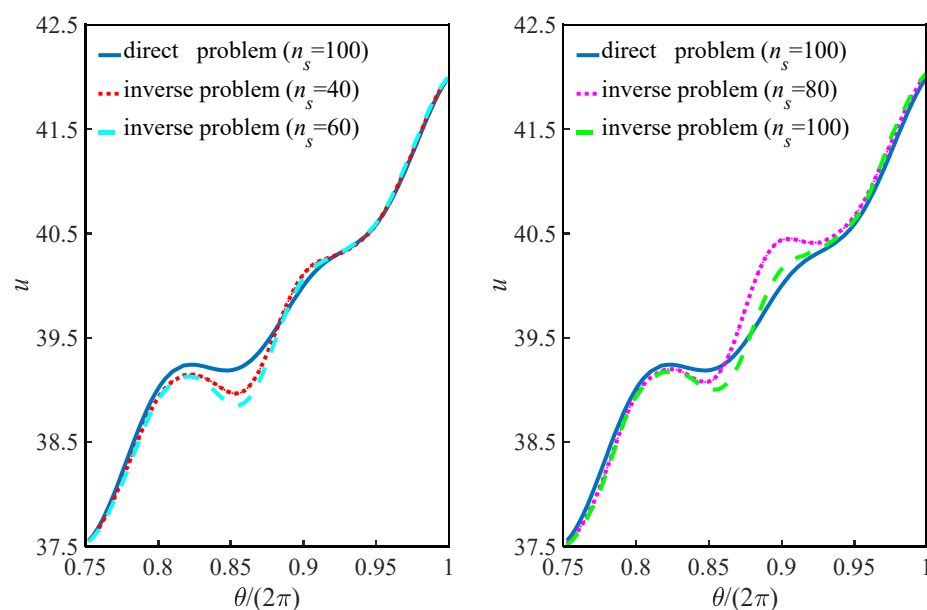 42.5
direct problem (n_s=100)
inverse problem (n_s=40)
inverse problem (n_s=60)
41.5
40.5
39.5
38.5
37.5
u
0.75 0.8 0.85 0.9 0.95 1
θ/(2π)
42.5
direct problem (n_s=100)
inverse problem (n_s=80)
inverse problem (n_s=100)
41.5
40.5
39.5
38.5
37.5
u
0.75 0.8 0.85 0.9 0.95 1
θ/(2π)